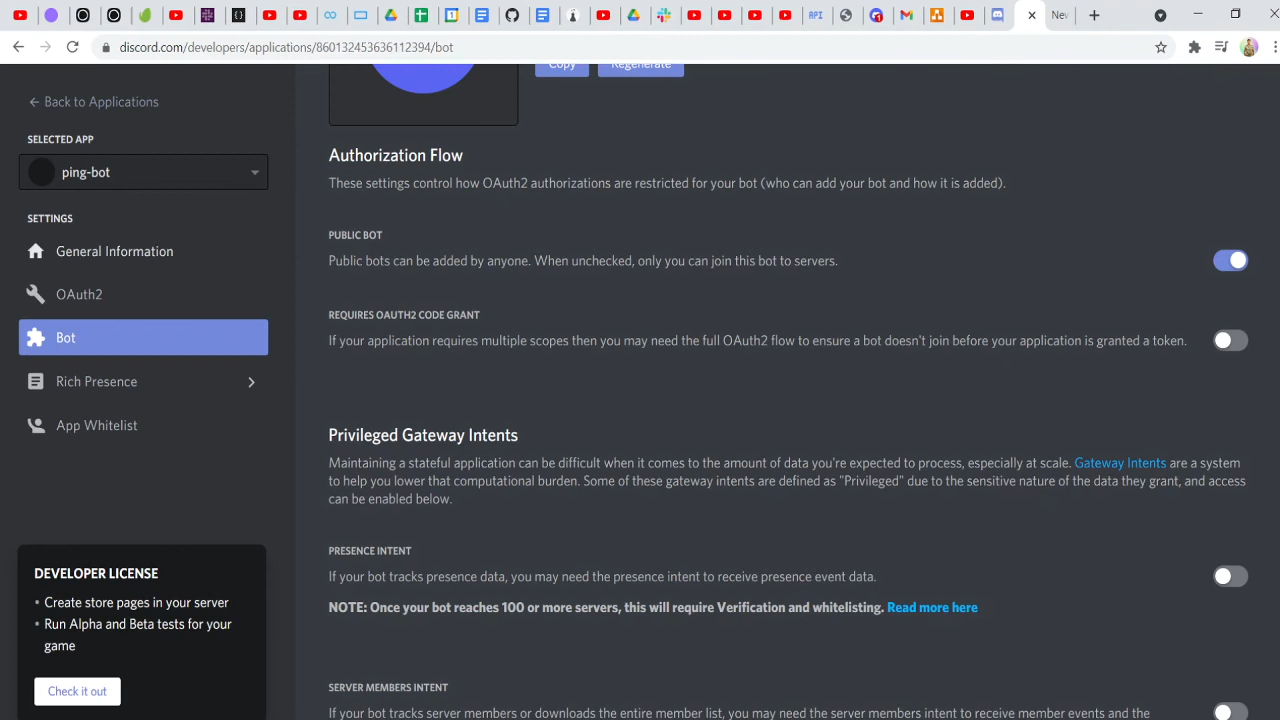 API
Nev
discord.com/developers/applications/860132453636112394/bot
Copy
Regenerate
← Back to Applications
SELECTED APP
ping-bot
SETTINGS
General Information
OAuth2
Bot
Rich Presence
App Whitelist
DEVELOPER LICENSE
• Create store pages in your server
• Run Alpha and Beta tests for your
game
Check it out
Authorization Flow
These settings control how OAuth2 authorizations are restricted for your bot (who can add your bot and how it is added).
PUBLIC BOT
Public bots can be added by anyone. When unchecked, only you can join this bot to servers.
REQUIRES OAUTH2 CODE GRANT
If your application requires multiple scopes then you may need the full OAuth2 flow to ensure a bot doesn't join before your application is granted a token.
Privileged Gateway Intents
Maintaining a stateful application can be difficult when it comes to the amount of data you're expected to process, especially at scale. Gateway Intents are a system
to help you lower that computational burden. Some of these gateway intents are defined as "Privileged" due to the sensitive nature of the data they grant, and access
can be enabled below.
PRESENCE INTENT
If your bot tracks presence data, you may need the presence intent to receive presence event data.
NOTE: Once your bot reaches 100 or more servers, this will require Verification and whitelisting. Read more here
SERVER MEMBERS INTENT
If your bot tracks server members or downloads the entire member list, you may need the server members intent to receive member events and the